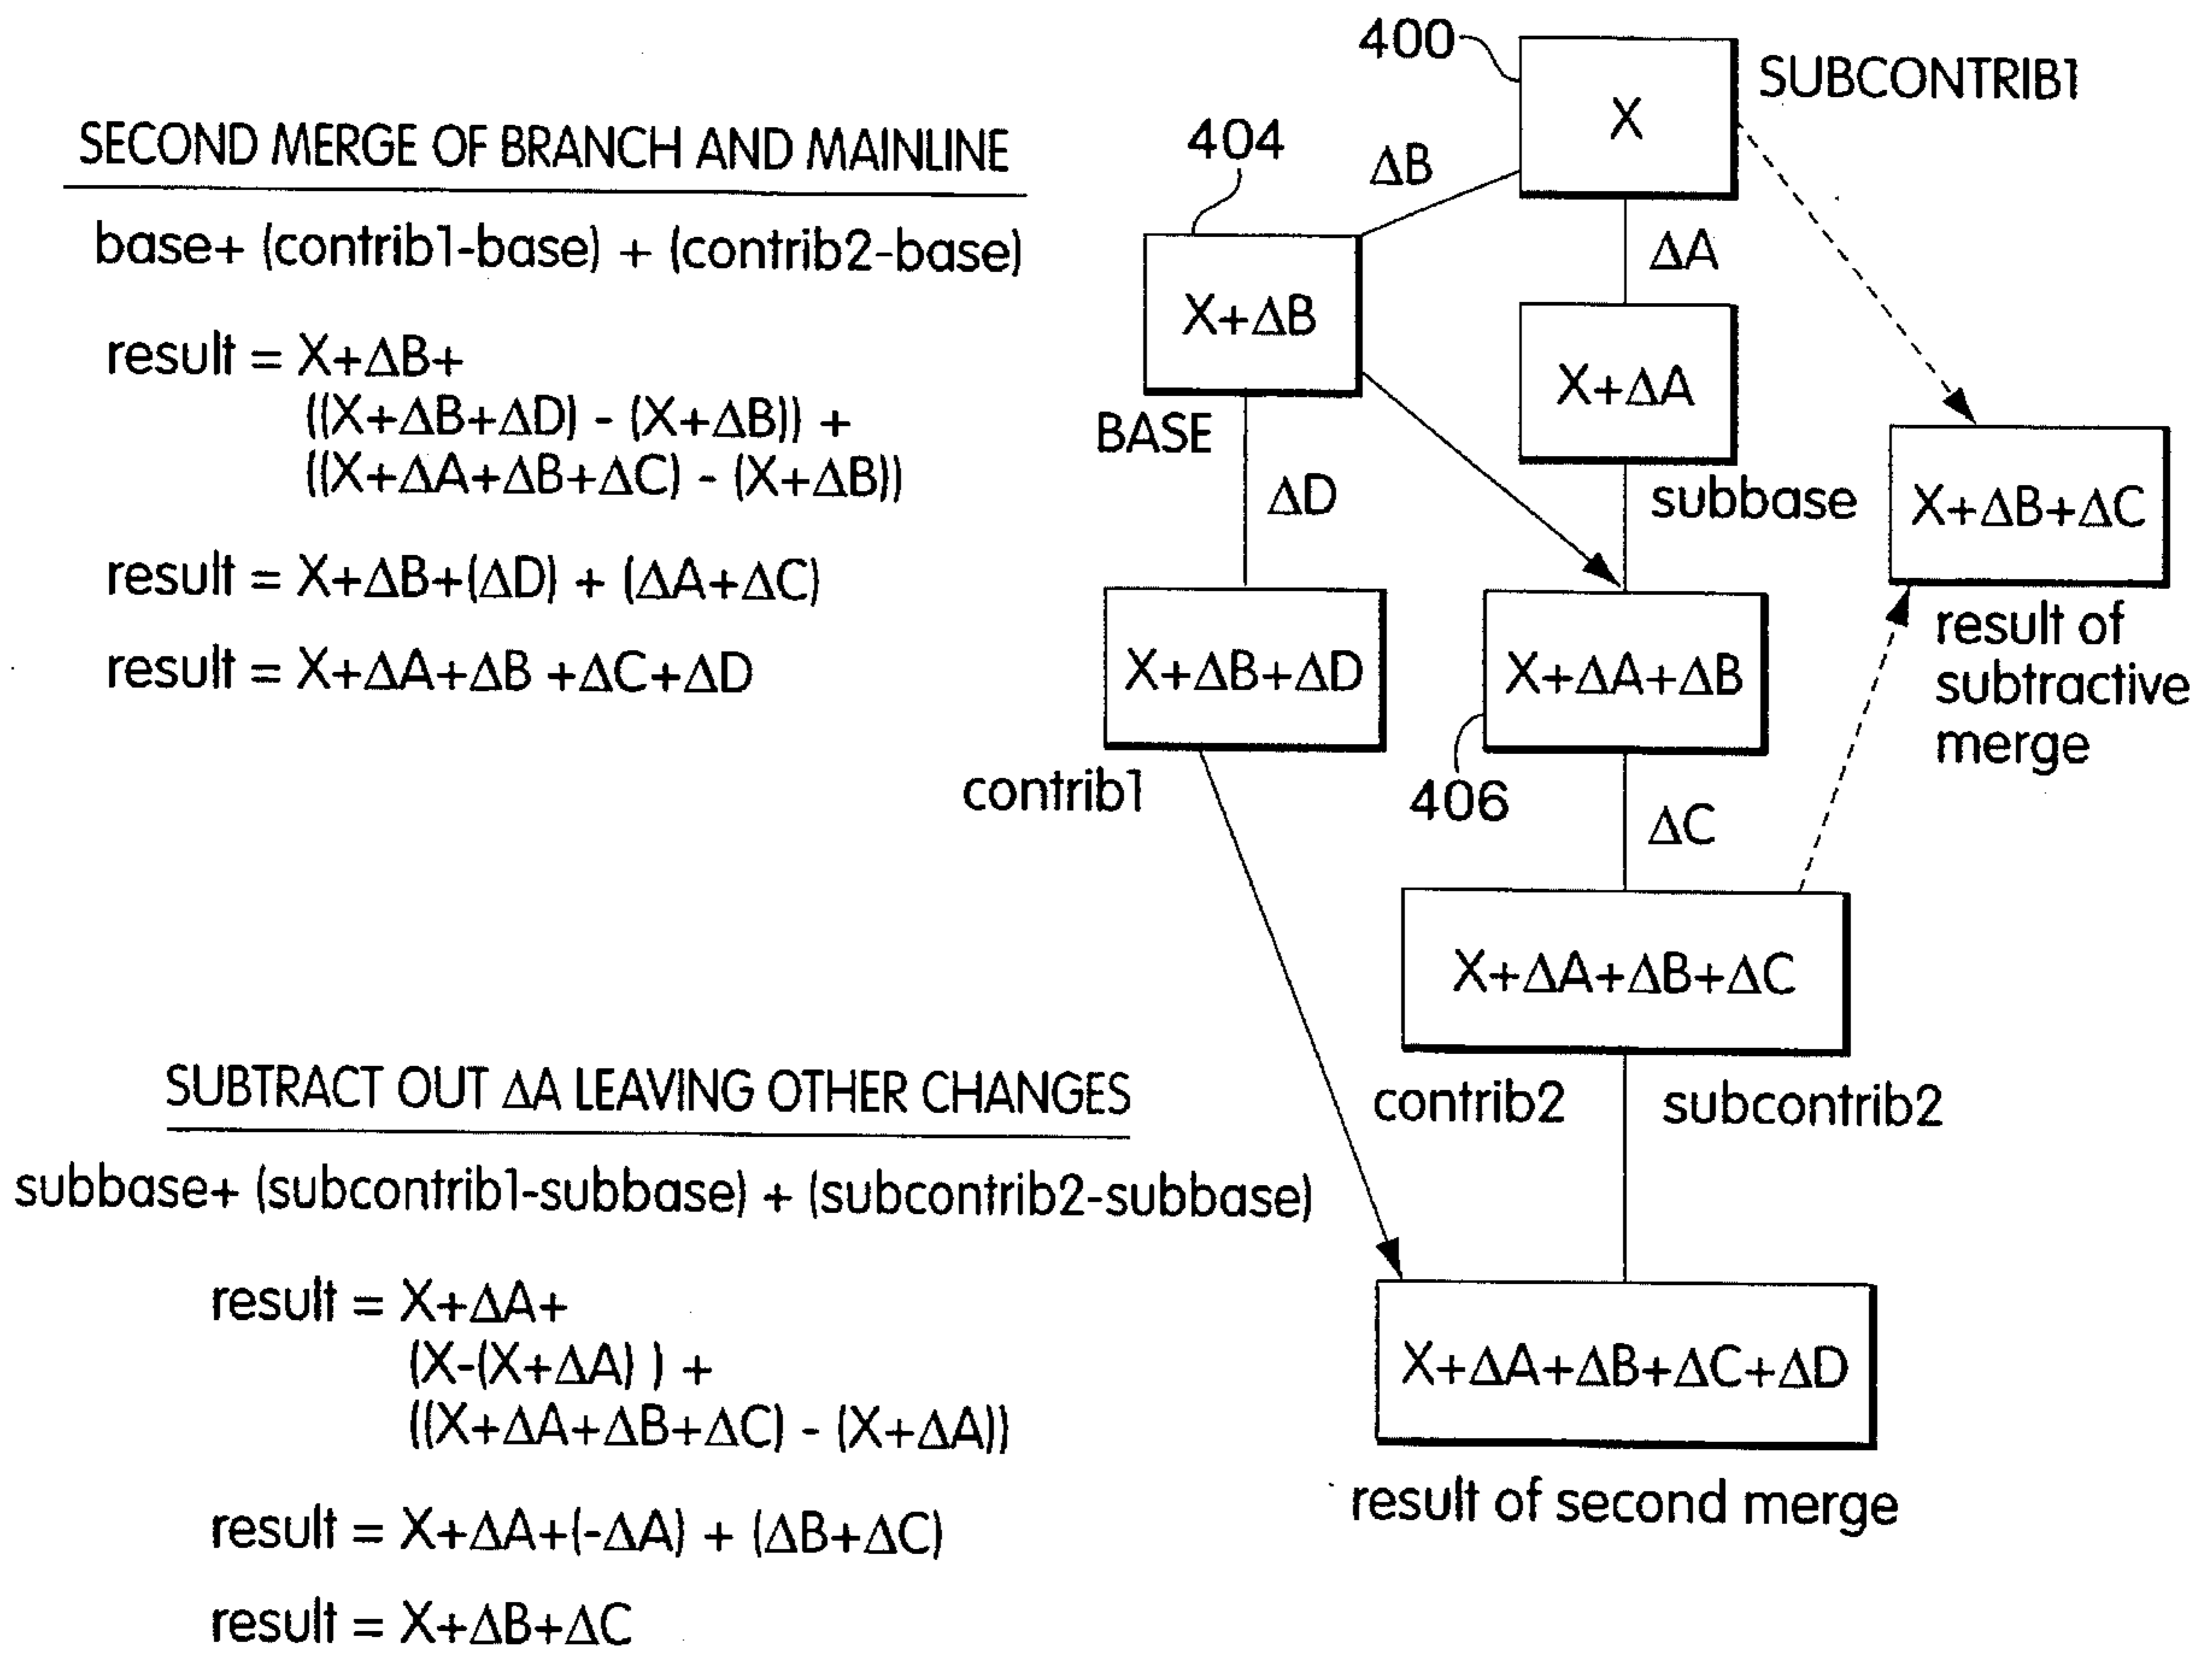 SECOND MERGE OF BRANCH AND MAINLINE
base+ (contrib1-base) + (contrib2-base)
result = X+ΔB+
((X+ΔB+ΔD) - (X+ΔB)) +
((X+ΔA+ΔB+ΔC) - (X+ΔB))
result = X+ΔB+(ΔD) + (ΔA+ΔC)
result = X+ΔA+ΔB +ΔC+ΔD
SUBTRACT OUT ΔA LEAVING OTHER CHANGES
subbase+ (subcontrib1-subbase) + (subcontrib2-subbase)
result = X+ΔA+
(X-(X+ΔA) ) +
((X+ΔA+ΔB+ΔC) - (X+ΔA))
result = X+ΔA+(-ΔA) + (ΔB+ΔC)
result = X+ΔB+ΔC
400
X
SUBCONTRIB1
404
ΔB
ΔA
X+ΔB
BASE
X+ΔA
subbase
ΔD
X+ΔB+ΔC
result of
subtractive
merge
X+ΔB+ΔD
contrib1
X+ΔA+ΔB
406
ΔC
X+ΔA+ΔB+ΔC
contrib2
subcontrib2
X+ΔA+ΔB+ΔC+ΔD
result of second merge